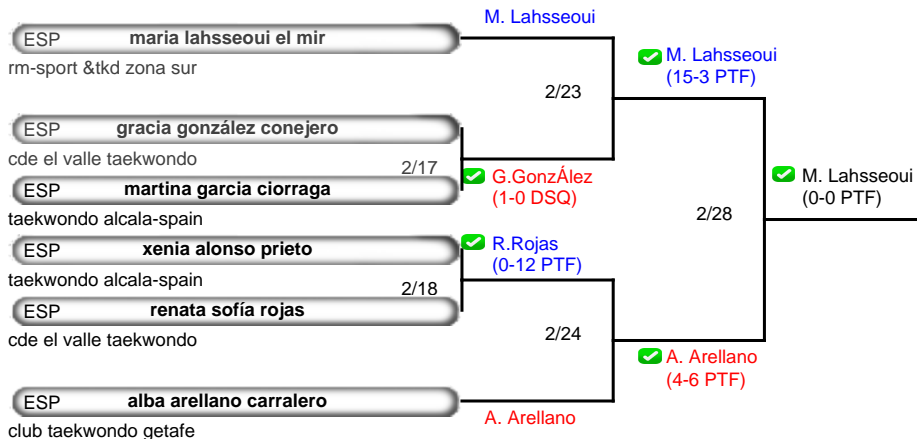 M. Lahsseoui
ESP maria lahsseoui el mir
rm-sport &tkd zona sur
M. Lahsseoui
(15-3 PTF)
2/23
ESP gracia gonzález conejero
cde el valle taekwondo
2/17
G.GonzÁlez
(1-0 DSQ)
M. Lahsseoui
(0-0 PTF)
ESP martina garcia ciorraga
taekwondo alcala-spain
2/28
ESP xenia alonso prieto
taekwondo alcala-spain
R.Rojas
(0-12 PTF)
2/18
ESP renata sofía rojas
cde el valle taekwondo
2/24
A. Arellano
(4-6 PTF)
ESP alba arellano carralero
A. Arellano
club taekwondo getafe